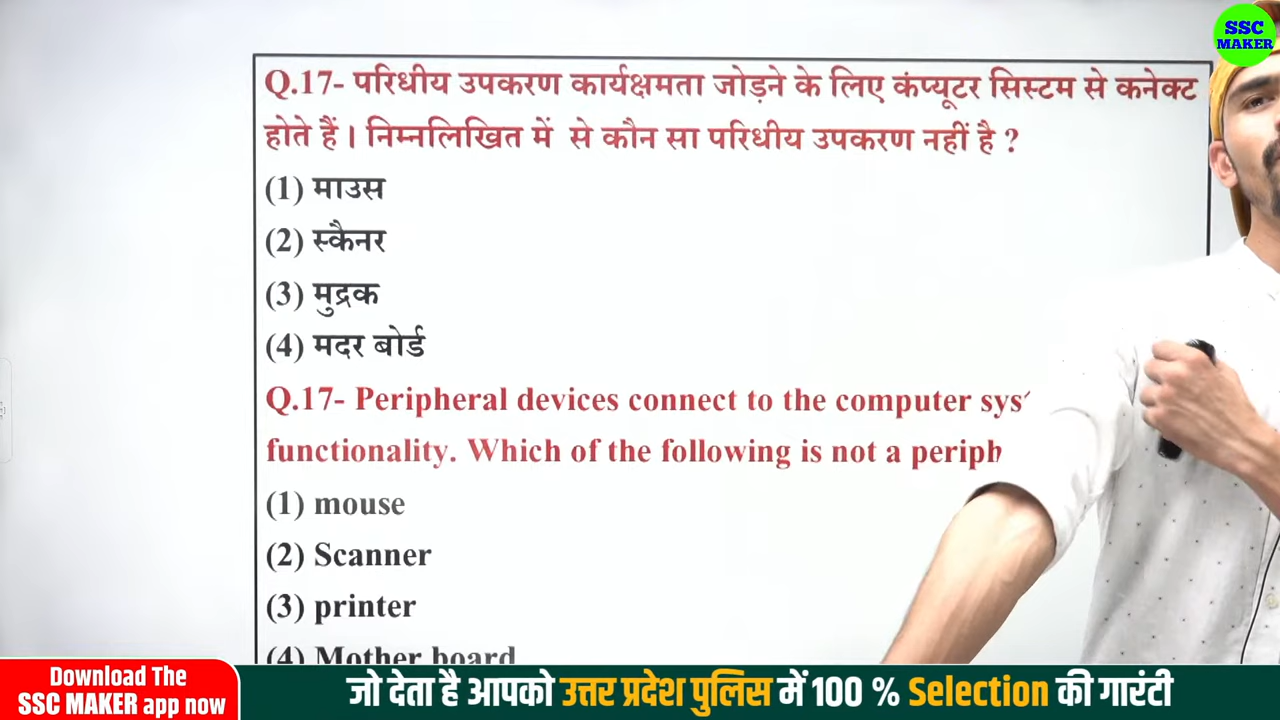 SSC
MAKER
Q.17- परिधीय उपकरण कार्यक्षमता जोड़ने के लिए कंप्यूटर सिस्टम से कनेक्ट
होते हैं। निम्नलिखित में से कौन सा परिधीय उपकरण नहीं है ?
(1) माउस
(2) स्कैनर
(3) मुद्रक
(4) मदर बोर्ड
Q.17- Peripheral devices connect to the computer
functionality. Which of the following is not a
(1) mouse
(2) Scanner
(3) printer
(4) Mother board
Download The
SSC MAKER app now
जो देता है आपको उत्तर प्रदेश पुलिस में 100 % Selection की गारंटी